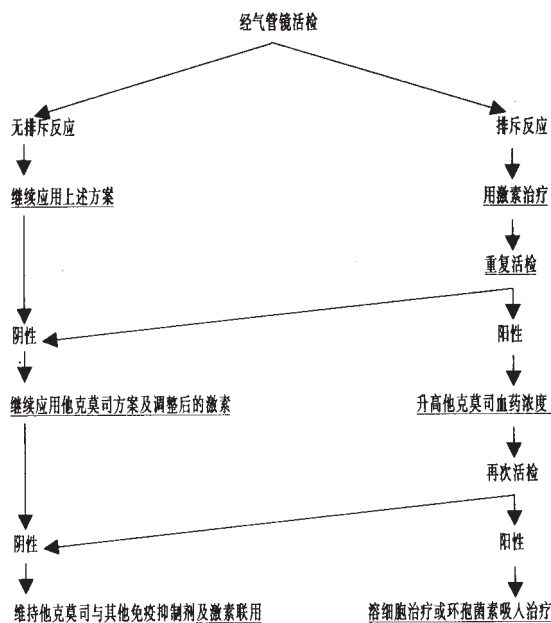 经气管镜活检
无排斥反应
排斥反应
继续应用上述方案
用激素治疗
重复活检
阴性
阳性
继续应用他克莫司方案及调整后的激素
升高他克莫司血药浓度
再次活检
阴性
阳性
维持他克莫司与其他免疫抑制剂及激素联用
溶细胞治疗或环孢菌素吸人治疗